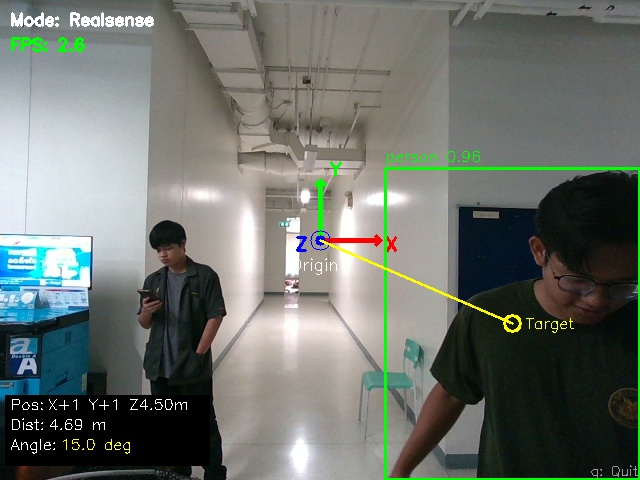 Mode: Realsense
FPS: 2.6
person 0.96
Y
Z
X
Origin
Target
a
Double A
A
Pos: X+1 Y+1 Z4.50m
Dist: 4.69 m
Angle: 15.0 deg
q: Quit